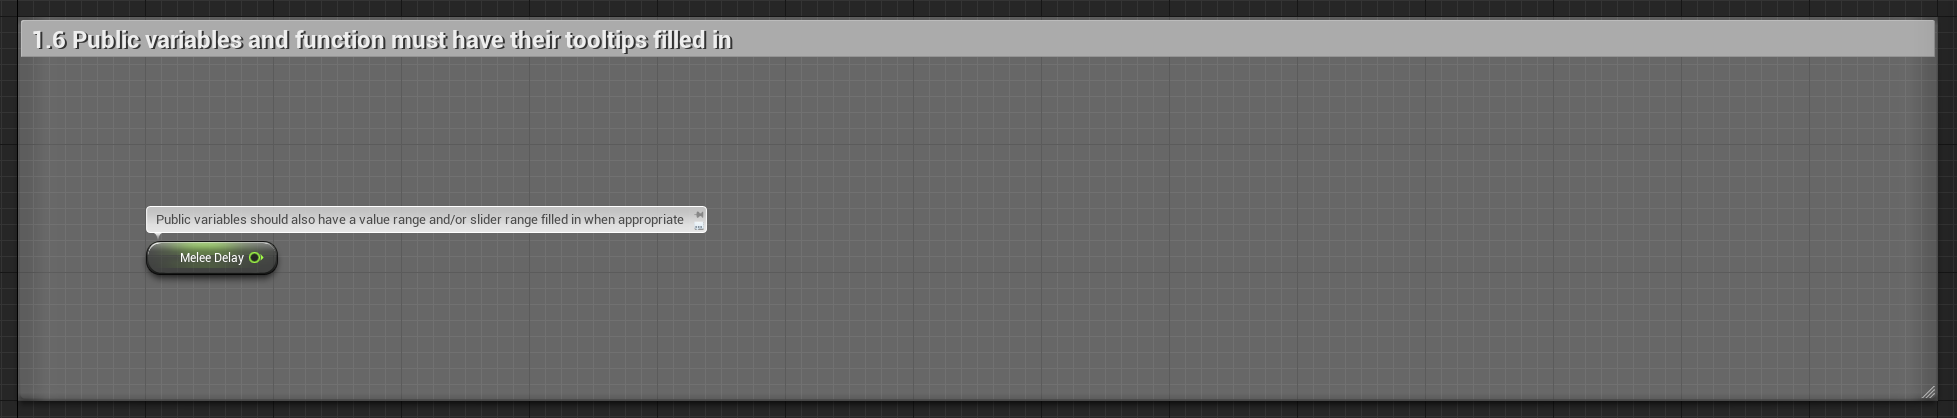 1.6 Public variables and function must have their tooltips filled in
Public variables should also have a value range and/or slider range filled in when appropriate
Melee Delay